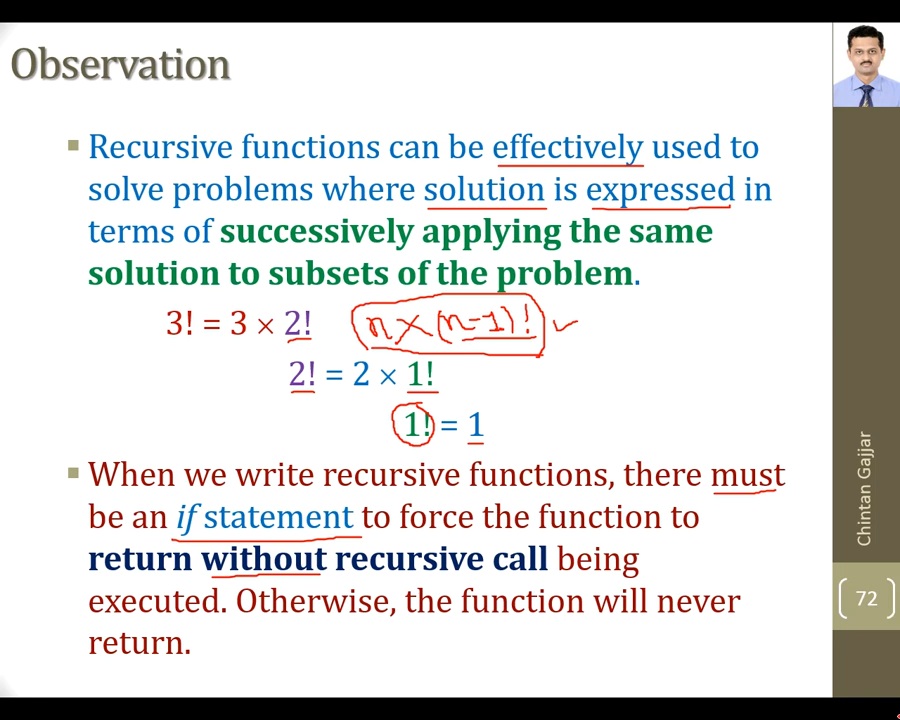 Observation
Recursive functions can be effectively used to
solve problems where solution is expressed in
terms of successively applying the same
solution to subsets of the problem.
3! = 3 × 2! n × (n-1)!
2! = 2 × 1!
1! = 1
When we write recursive functions, there must
be an if statement to force the function to
return without recursive call being
executed. Otherwise, the function will never
return.
Chintan Gajjar
72